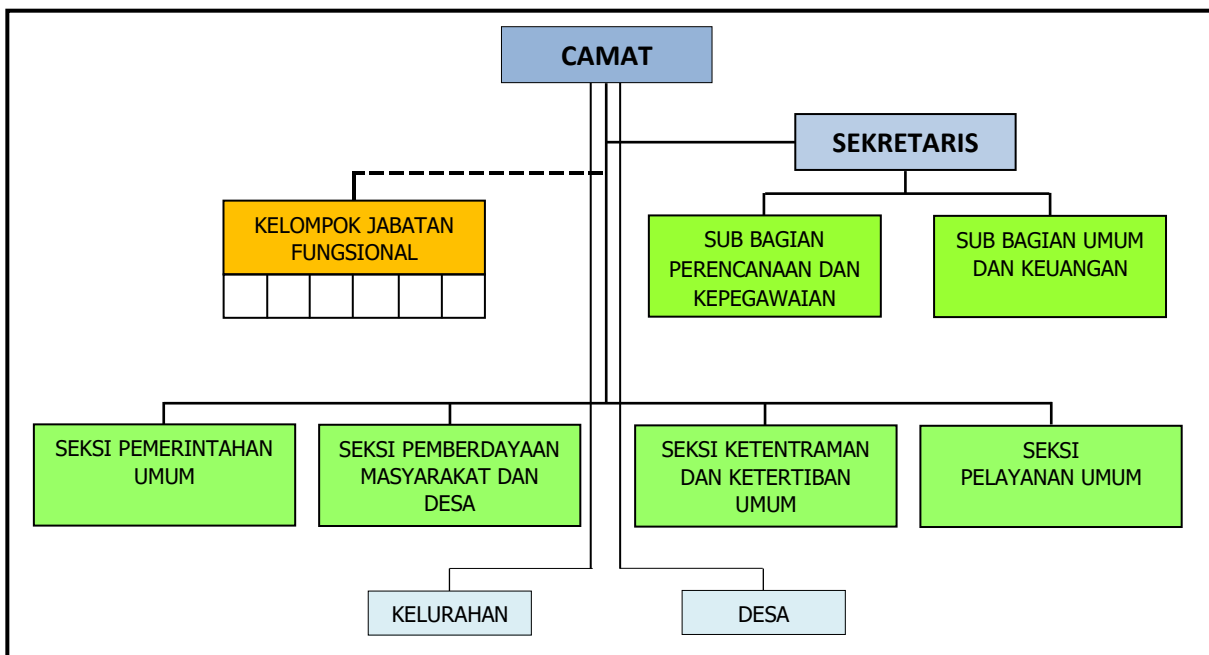 CAMAT
SEKRETARIS
KELOMPOK JABATAN
FUNGSIONAL
SUB BAGIAN
PERENCANAAN DAN
KEPEGAWAIAN
SUB BAGIAN UMUM
DAN KEUANGAN
SEKSI PEMERINTAHAN
UMUM
SEKSI PEMBERDAYAAN
MASYARAKAT DAN
DESA
SEKSI KETENTRAMAN
DAN KETERTIBAN
UMUM
SEKSI
PELAYANAN UMUM
KELURAHAN
DESA